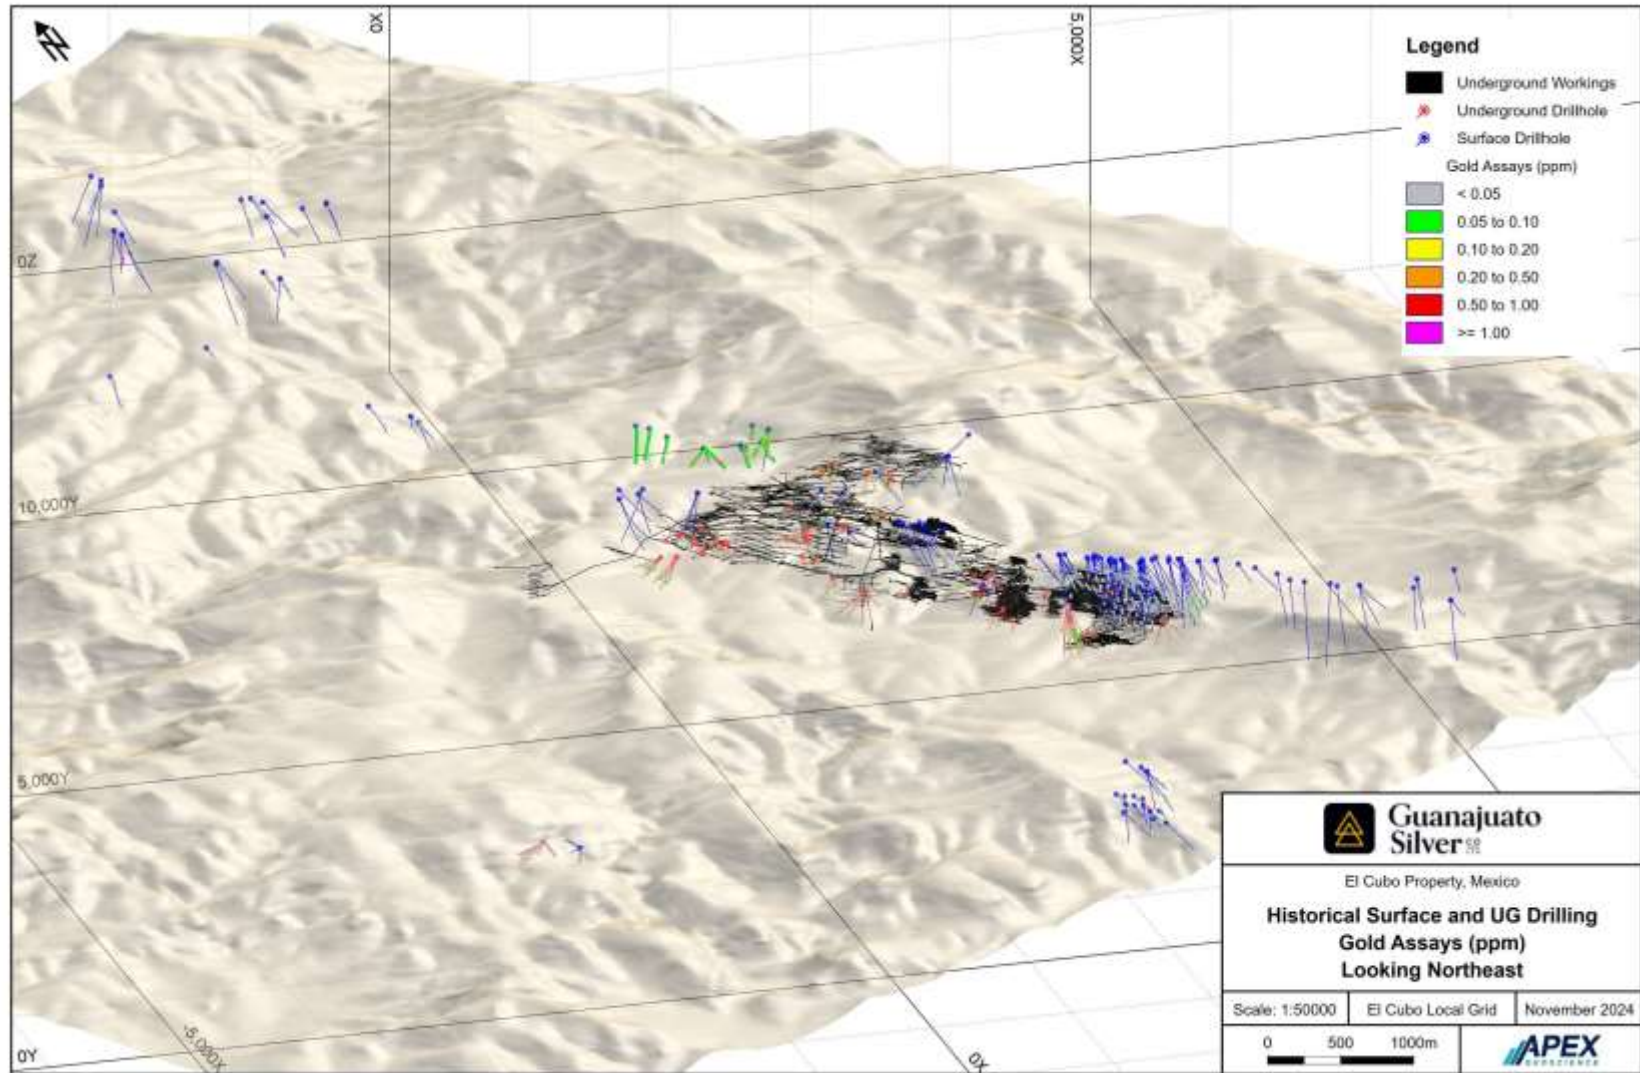 N
0X
5,000X
Legend
Underground Workings
Underground Drillhole
Surface Drillhole
Gold Assays (ppm)
< 0.05
0.05 to 0.10
0.10 to 0.20
0.20 to 0.50
0.50 to 1.00
>= 1.00
0Z
10,000Y
5,000Y
0Y
-5,000X
0X
Guanajuato
Silver
El Cubo Property, Mexico
Historical Surface and UG Drilling
Gold Assays (ppm)
Looking Northeast
Scale: 1:50000
El Cubo Local Grid
November 2024
0 500 1000m
APEX
GEOSCIENCE